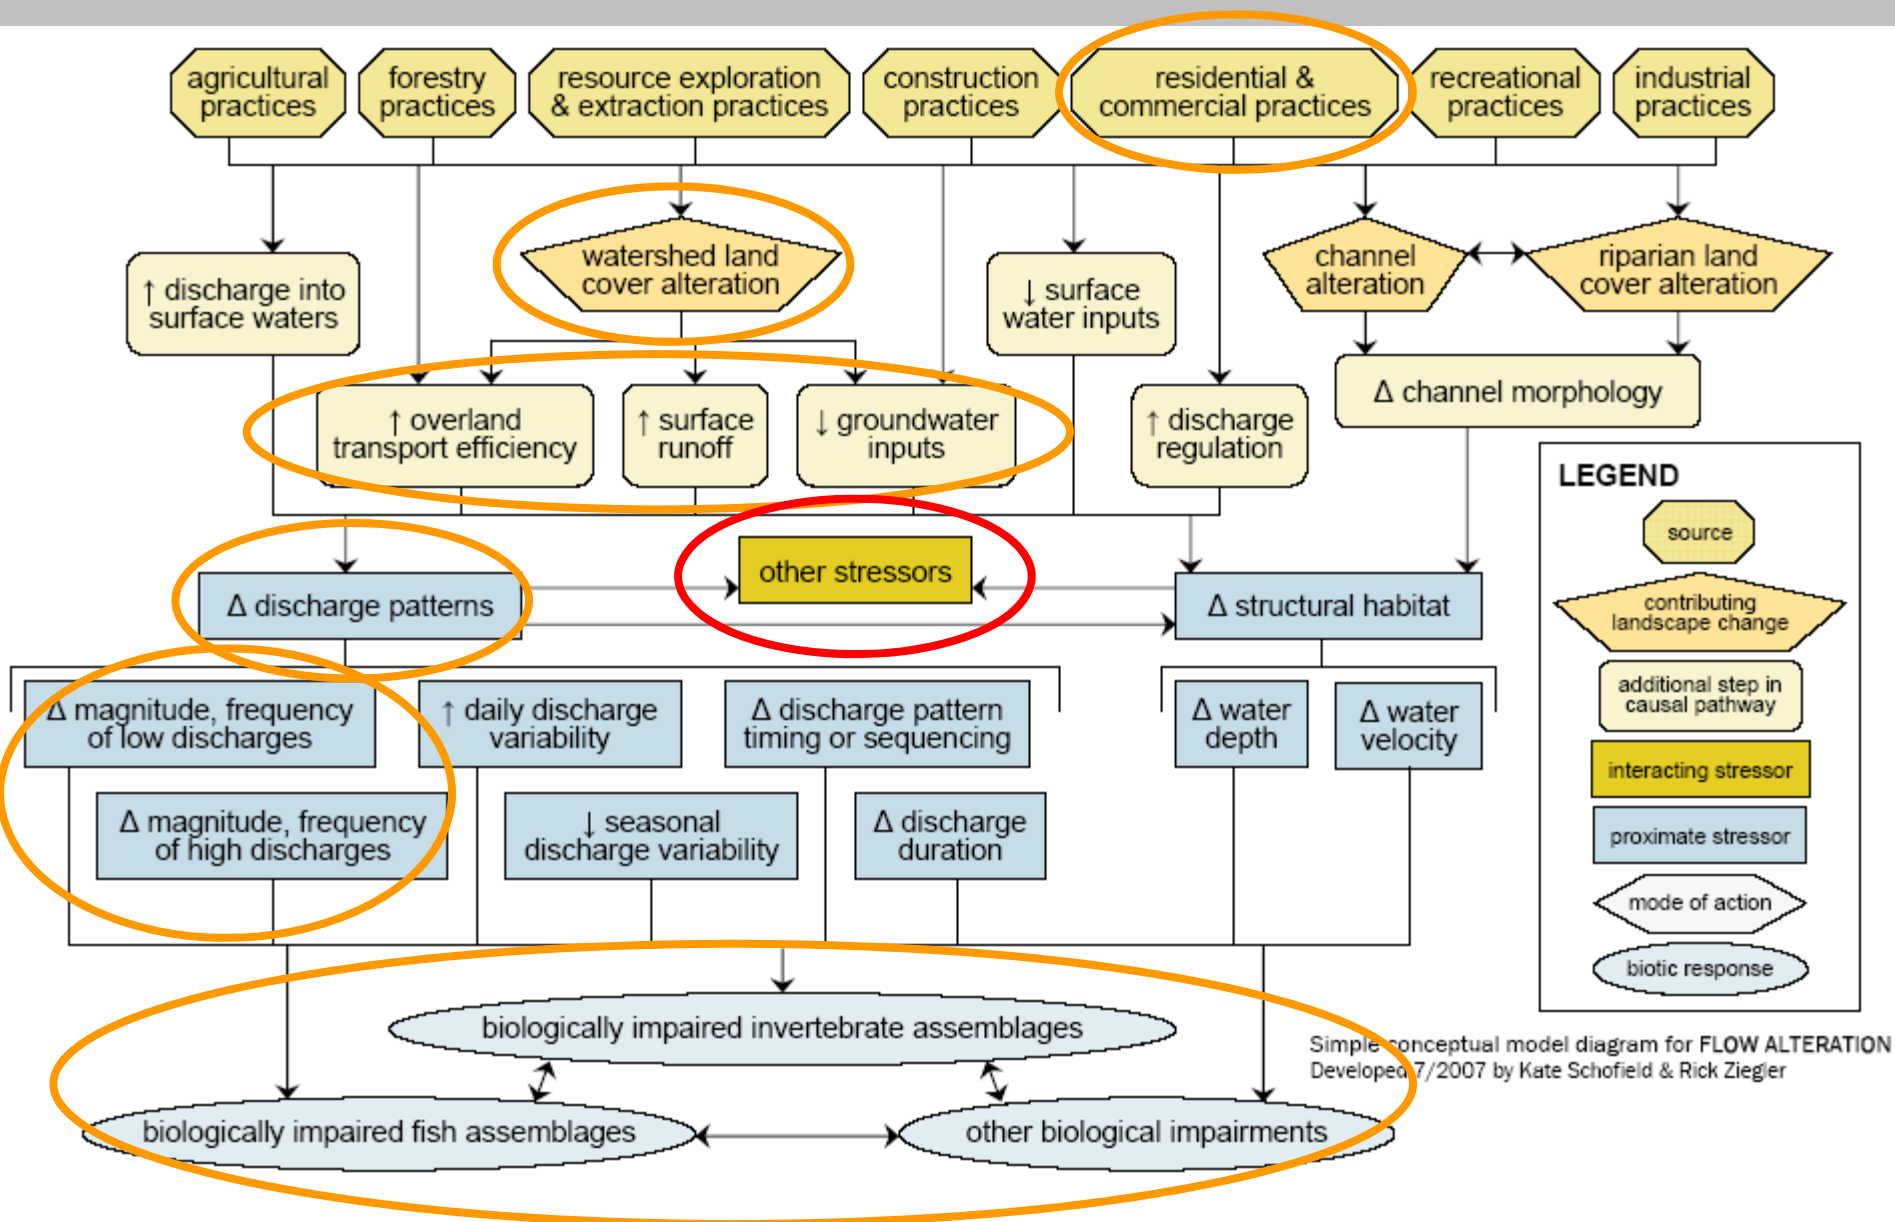 agricultural
practices
forestry
practices
resource exploration
& extraction practices
construction
practices
residential &
commercial practices
recreational
practices
industrial
practices
watershed land
cover alteration
channel
alteration
riparian land
cover alteration
↑ discharge into
surface waters
↓ surface
water inputs
Δ channel morphology
↑ overland
transport efficiency
↑ surface
runoff
↓ groundwater
inputs
↑ discharge
regulation
other stressors
Δ discharge patterns
Δ structural habitat
Δ magnitude, frequency
of low discharges
↑ daily discharge
variability
Δ discharge pattern
timing or sequencing
Δ water
depth
Δ water
velocity
Δ magnitude, frequency
of high discharges
↓ seasonal
discharge variability
Δ discharge
duration
biologically impaired invertebrate assemblages
biologically impaired fish assemblages
other biological impairments
LEGEND
source
contributing
landscape change
additional step in
causal pathway
interacting stressor
proximate stressor
mode of action
biotic response
Simple conceptual model diagram for FLOW ALTERATION
Developed 7/2007 by Kate Schofield & Rick Ziegler